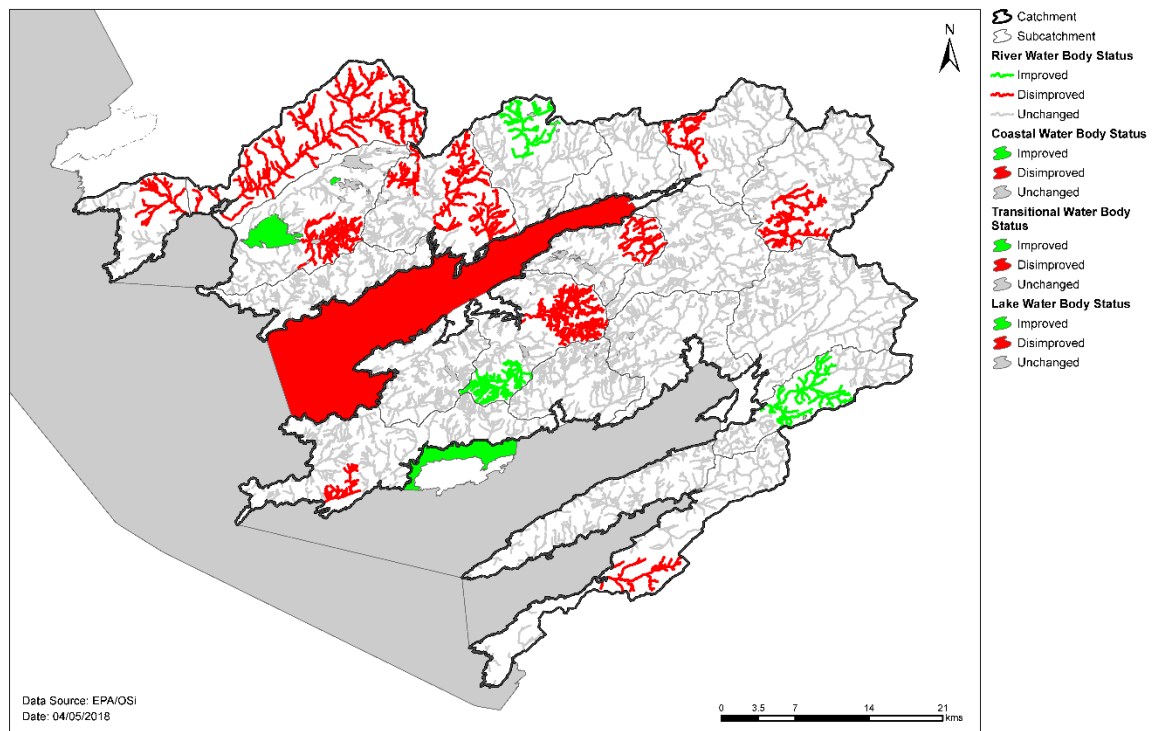 N
Catchment
Subcatchment
River Water Body Status
Improved
Disimproved
Unchanged
Coastal Water Body Status
Improved
Disimproved
Unchanged
Transitional Water Body
Status
Improved
Disimproved
Unchanged
Lake Water Body Status
Improved
Disimproved
Unchanged
Data Source: EPA/OSi
Date: 04/05/2018
0 3.5 7 14 21
kms